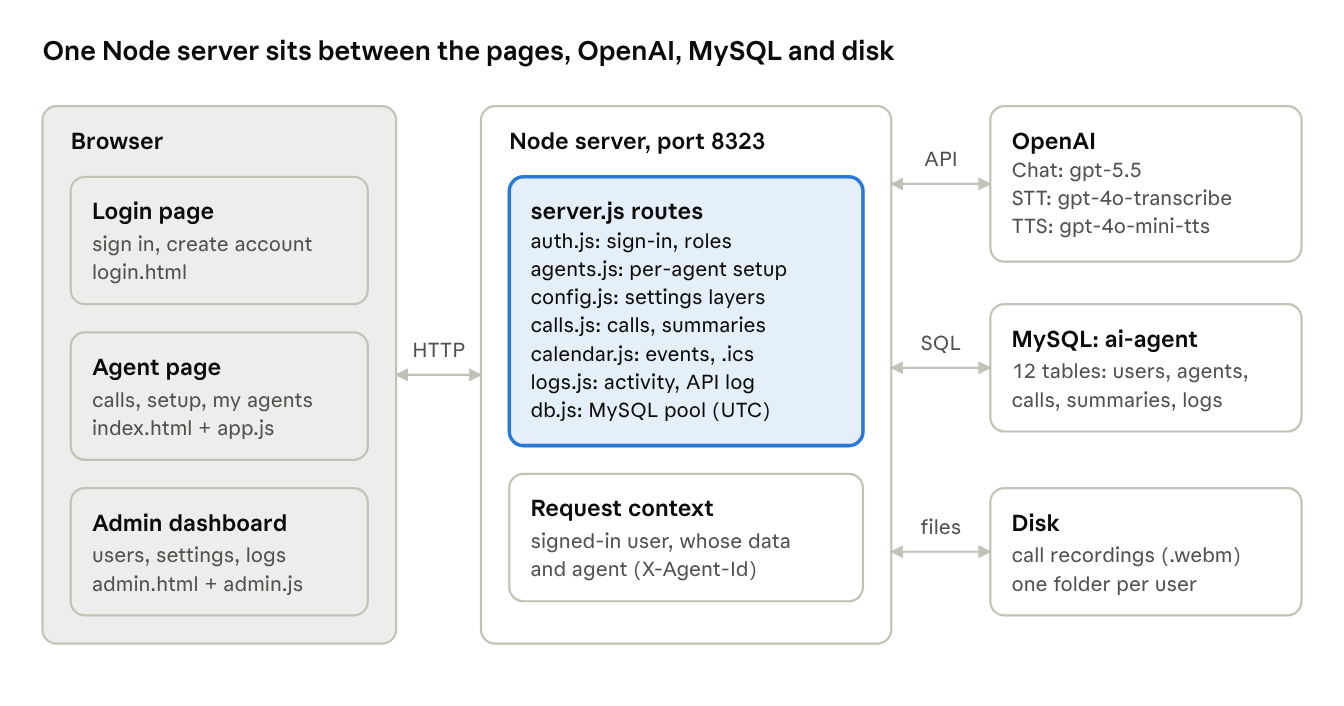 One Node server sits between the pages, OpenAI, MySQL and disk
Browser
Login page
sign in, create account
login.html
Agent page
calls, setup, my agents
index.html + app.js
Admin dashboard
users, settings, logs
admin.html + admin.js
HTTP
Node server, port 8323
server.js routes
auth.js: sign-in, roles
agents.js: per-agent setup
config.js: settings layers
calls.js: calls, summaries
calendar.js: events, .ics
logs.js: activity, API log
db.js: MySQL pool (UTC)
Request context
signed-in user, whose data
and agent (X-Agent-Id)
API
OpenAI
Chat: gpt-5.5
STT: gpt-4o-transcribe
TTS: gpt-4o-mini-tts
SQL
MySQL: ai-agent
12 tables: users, agents,
calls, summaries, logs
files
Disk
call recordings (.webm)
one folder per user